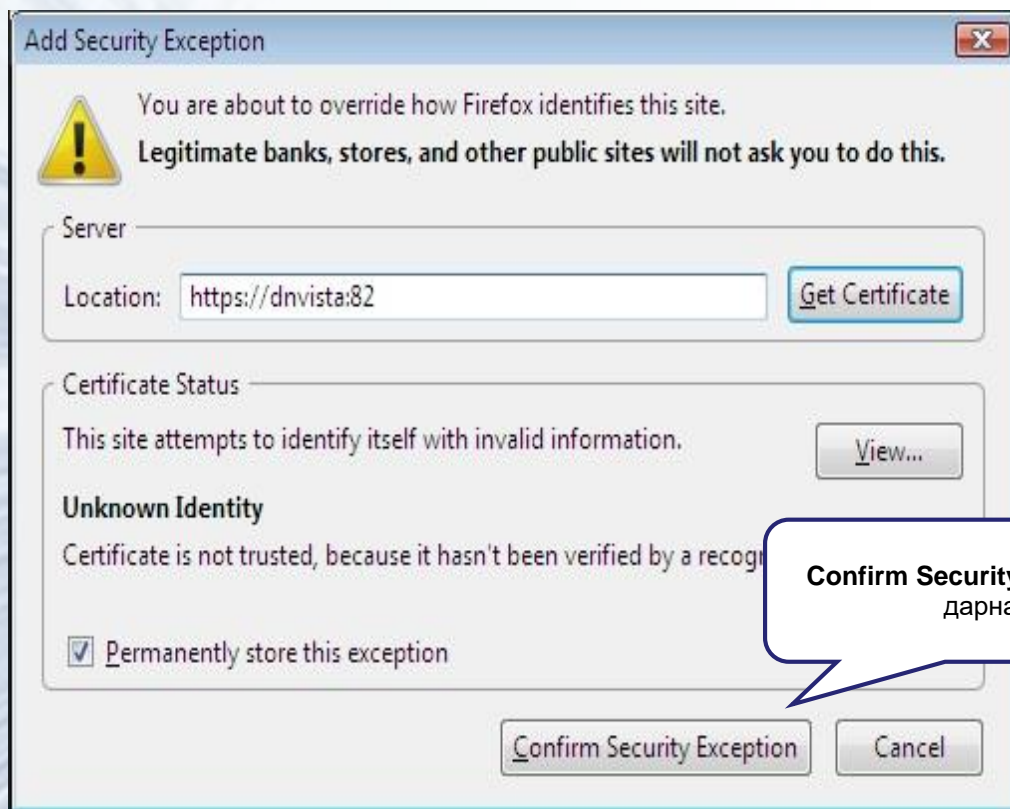 Add Security Exception
You are about to override how Firefox identifies this site.
Legitimate banks, stores, and other public sites will not ask you to do this.
Server
Location: https://dnvista:82 Get Certificate
Certificate Status
This site attempts to identify itself with invalid information. View...
Unknown Identity
Certificate is not trusted, because it hasn't been verified by a
Confirm Security
Permanently store this exception
Confirm Security Exception Cancel